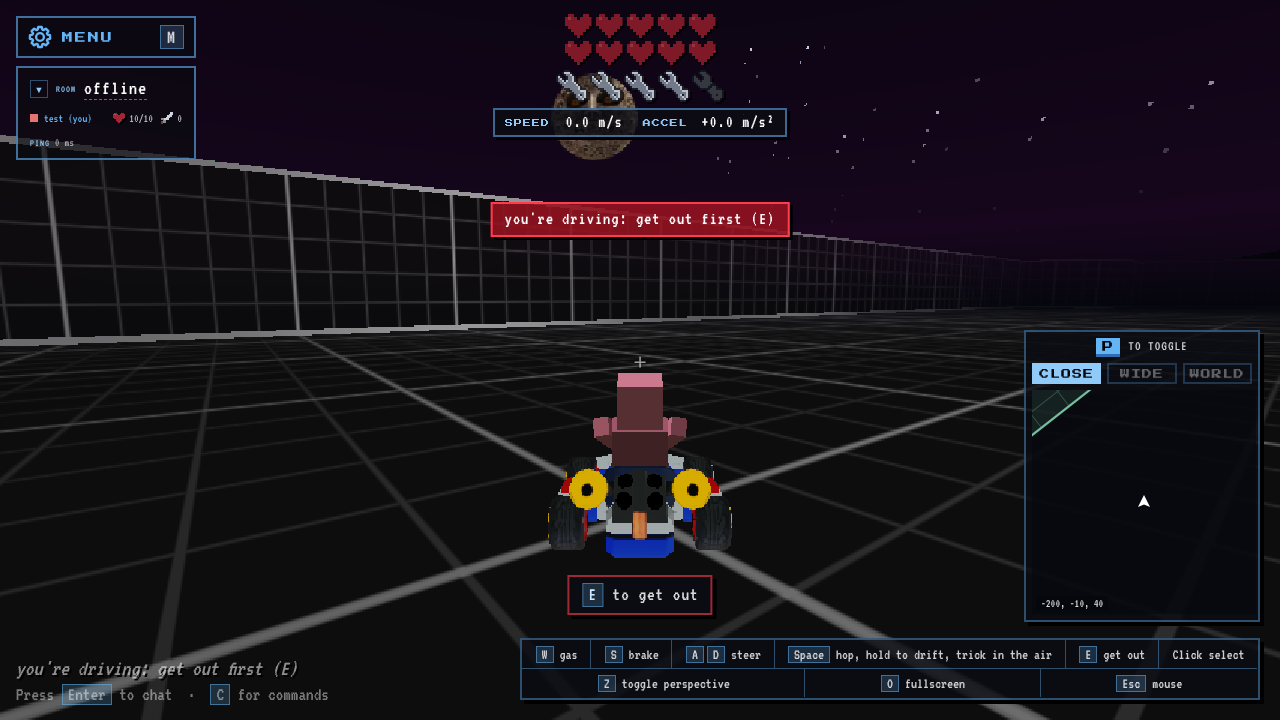 MENU M
ROOM offline
test (you) 10/10 0
PING 0 ms
SPEED 0.0 m/s ACCEL +0.0 m/s²
you're driving: get out first (E)
P TO TOGGLE
CLOSE WIDE WORLD
-200, -10, 40
E to get out
W gas S brake A D steer Space hop, hold to drift, trick in the air E get out Click select
Z toggle perspective O fullscreen Esc mouse
you're driving: get out first (E)
Press Enter to chat · C for commands